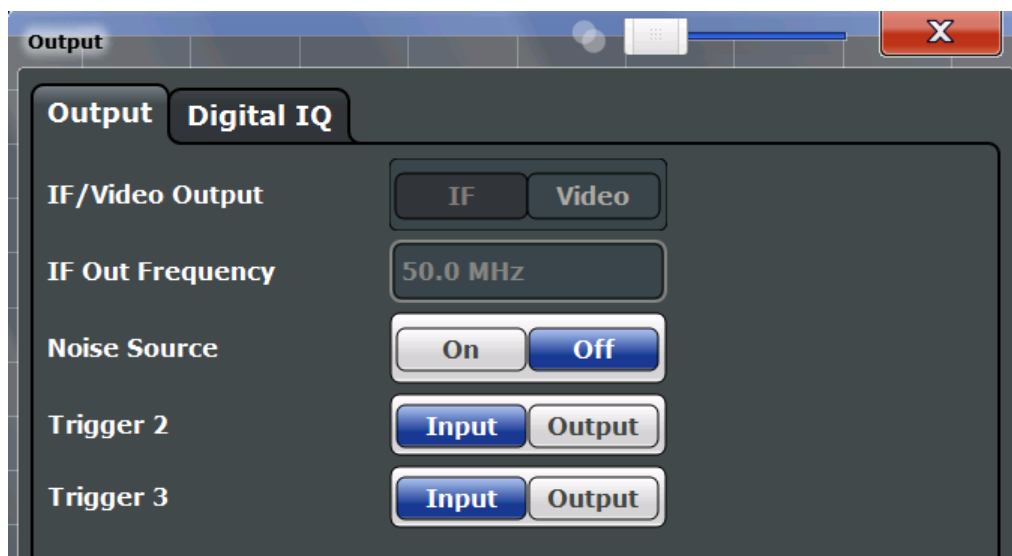 Output
X
Output Digital IQ
IF/Video Output IF Video
IF Out Frequency 50.0 MHz
Noise Source On Off
Trigger 2 Input Output
Trigger 3 Input Output